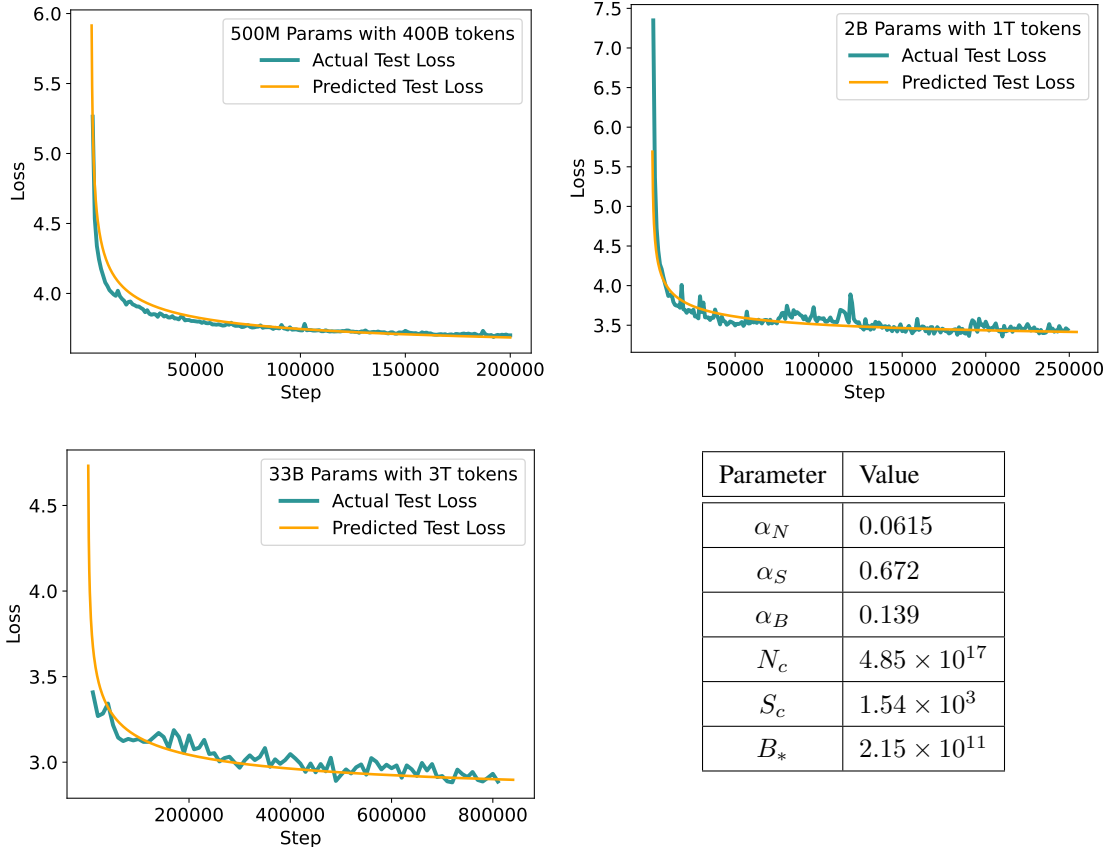 6.0
5.5
5.0
4.5
4.0
Loss
50000 100000 150000 200000
Step
500M Params with 400B tokens
Actual Test Loss
Predicted Test Loss
7.5
7.0
6.5
6.0
5.5
5.0
4.5
4.0
3.5
Loss
50000 100000 150000 200000 250000
Step
2B Params with 1T tokens
Actual Test Loss
Predicted Test Loss
4.5
4.0
3.5
3.0
Loss
200000 400000 600000 800000
Step
33B Params with 3T tokens
Actual Test Loss
Predicted Test Loss
Parameter Value
α_N 0.0615
α_S 0.672
α_B 0.139
N_c 4.85 × 10^17
S_c 1.54 × 10^3
B_* 2.15 × 10^11